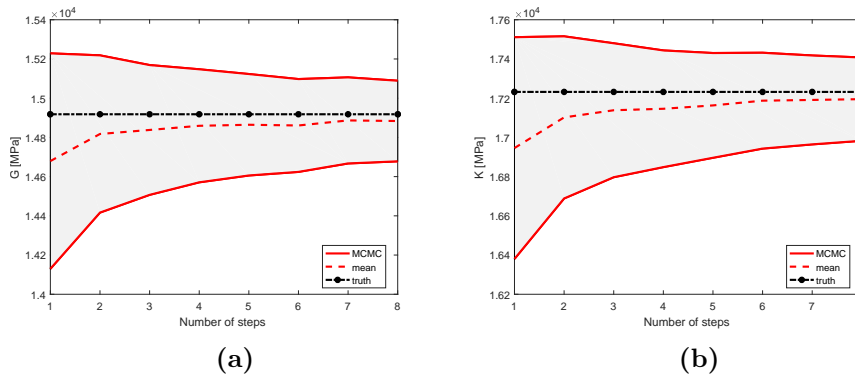 ×10⁴
1.54
1.52
1.5
1.48
1.46
1.44
1.42
1.4
G [MPa]
1 2 3 4 5 6 7 8
Number of steps
MCMC
mean
truth
(a)
×10⁴
1.76
1.74
1.72
1.7
1.68
1.66
1.64
1.62
K [MPa]
1 2 3 4 5 6 7
Number of steps
MCMC
mean
truth
(b)